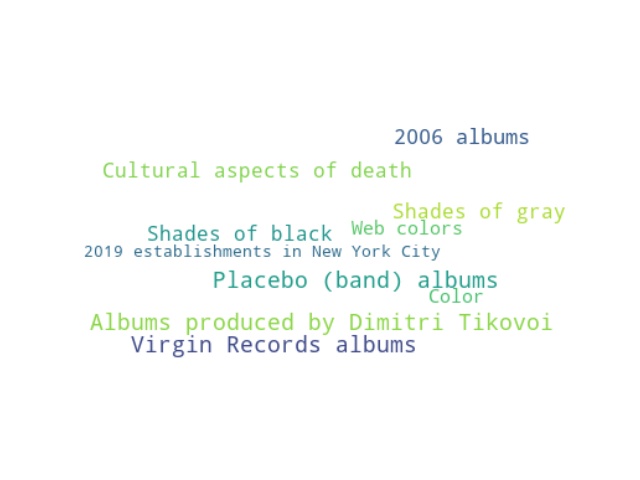 2006 albums
Cultural aspects of death
Shades of gray
Web colors
Shades of black
2019 establishments in New York City
Placebo (band) albums
Color
Albums produced by Dimitri Tikovoi
Virgin Records albums